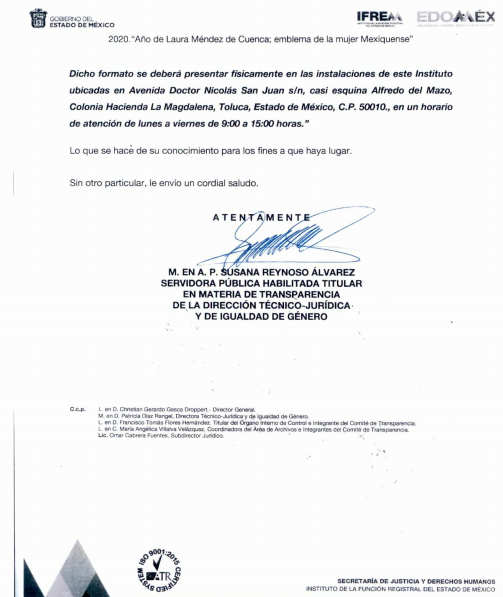 GOBIERNO DEL
ESTADO DE MÉXICO
IFREM
EDOMÉX
2020."Año de Laura Méndez de Cuenca; emblema de la mujer Mexiquense"
Dicho formato se deberá presentar físicamente en las instalaciones de este Instituto
ubicadas en Avenida Doctor Nicolás San Juan s/n, casi esquina Alfredo del Mazo,
Colonia Hacienda La Magdalena, Toluca, Estado de México, C.P. 50010., en un horario
de atención de lunes a viernes de 9:00 a 15:00 horas."
Lo que se hace de su conocimiento para los fines a que haya lugar.
Sin otro particular, le envío un cordial saludo.
ATENTAMENTE
M. EN A. P. SUSANA REYNOSO ÁLVAREZ
SERVIDORA PÚBLICA HABILITADA TITULAR
EN MATERIA DE TRANSPARENCIA
DE LA DIRECCIÓN TÉCNICO-JURÍDICA
Y DE IGUALDAD DE GÉNERO
C.c.p. L. en D. Christian Gerardo Gasca Droppert.- Director General.
M. en D. Patricia Díaz Rangel, Directora Técnico-Jurídica y de Igualdad de Género.
L. en D. Francisco Tomás Flores Hernández, Titular del Órgano Interno de Control e Integrante del Comité de Transparencia.
L. en C. María Angélica Villalva Velázquez, Coordinadora del Área de Archivos e Integrantes del Comité de Transparencia.
Lic. Omar Cabrera Fuentes, Subdirector Jurídico.
ISO 9001:2015
ATR
CERTIFIED SYSTEM
SECRETARÍA DE JUSTICIA Y DERECHOS HUMANOS
INSTITUTO DE LA FUNCIÓN REGISTRAL DEL ESTADO DE MÉXICO